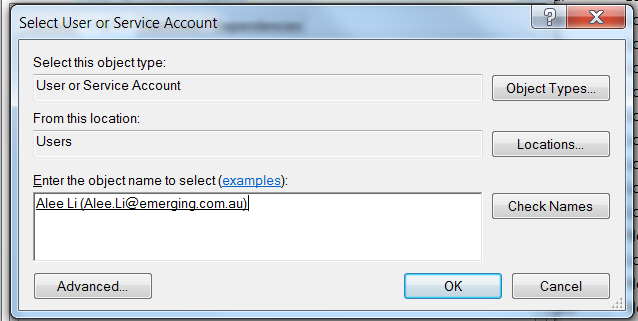 Select User or Service Account
Select this object type:
User or Service Account
Object Types...
From this location:
Users
Locations...
Enter the object name to select (examples):
Alee Li (Alee.Li@emerging.com.au)
Check Names
Advanced...
OK
Cancel